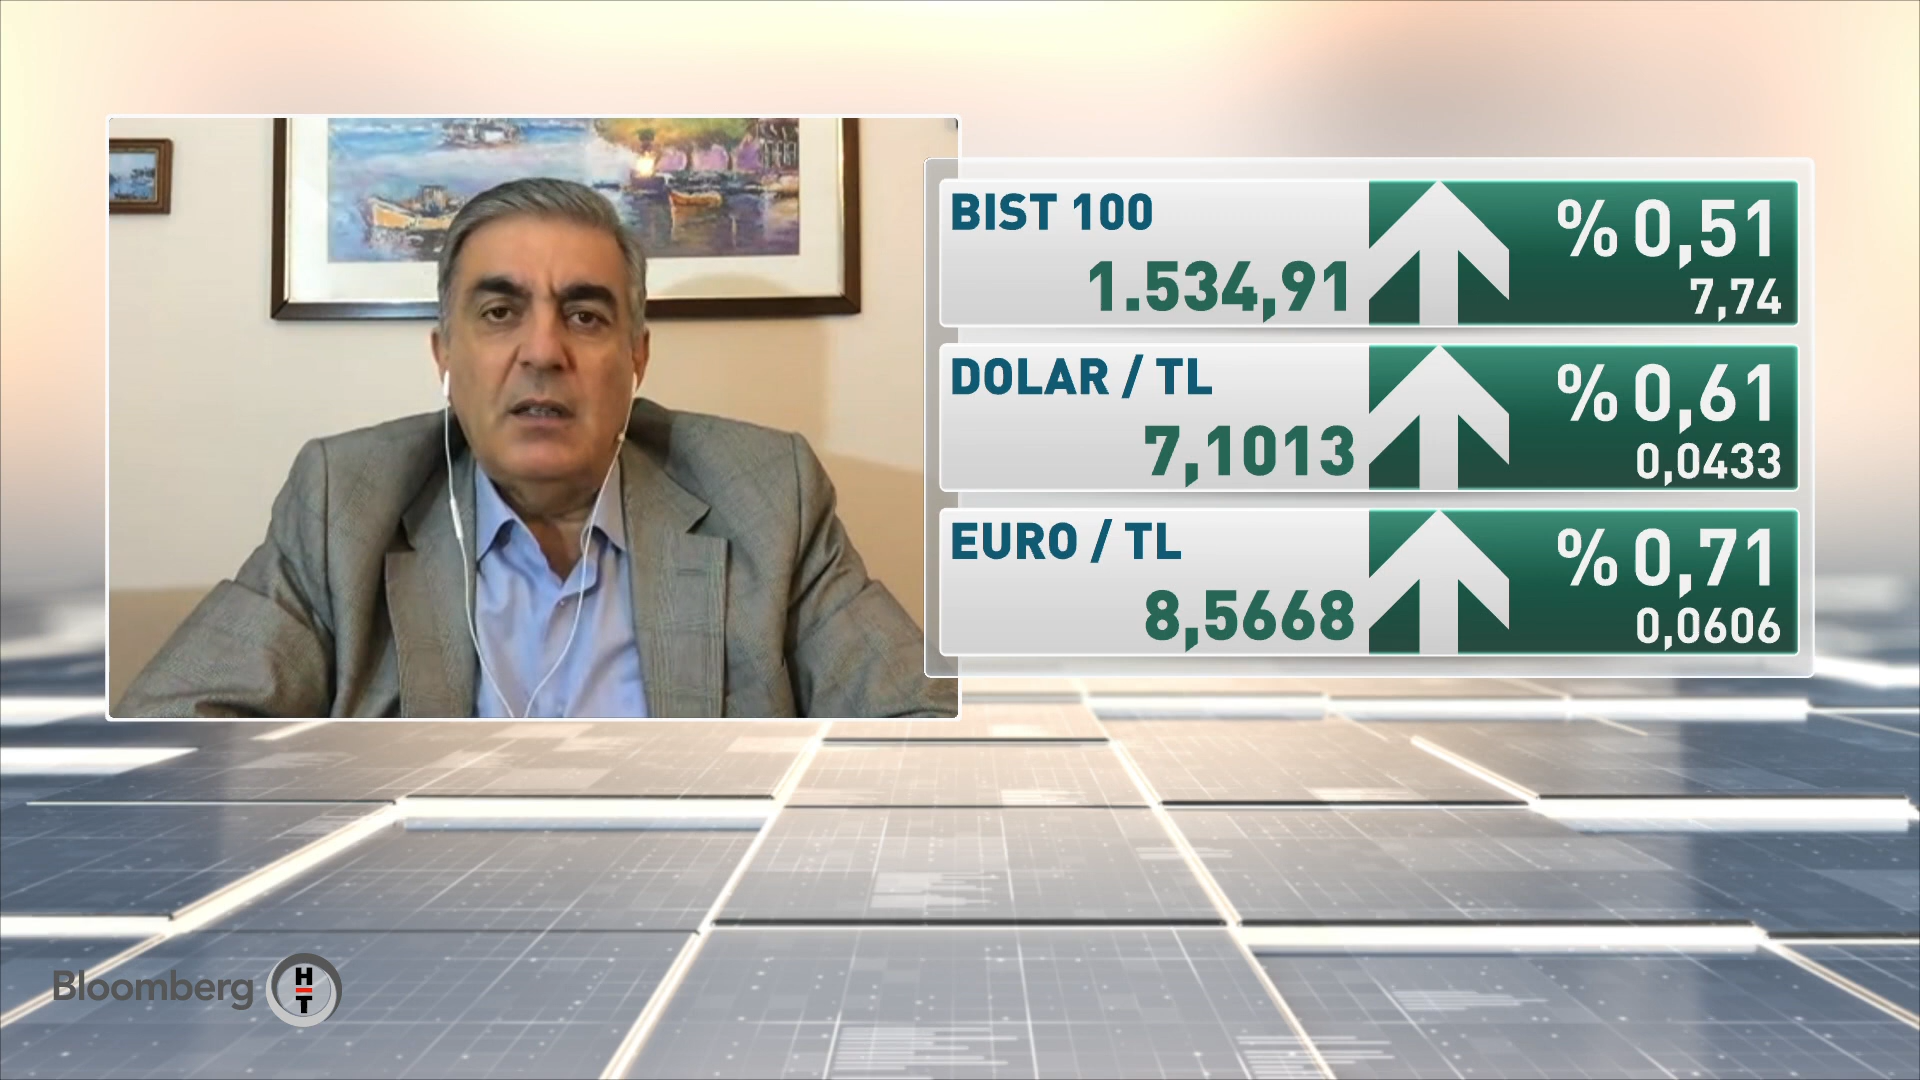 BIST 100
1.534,91
% 0,51
7,74
DOLAR / TL
7,1013
% 0,61
0,0433
EURO / TL
8,5668
% 0,71
0,0606
Bloomberg HT